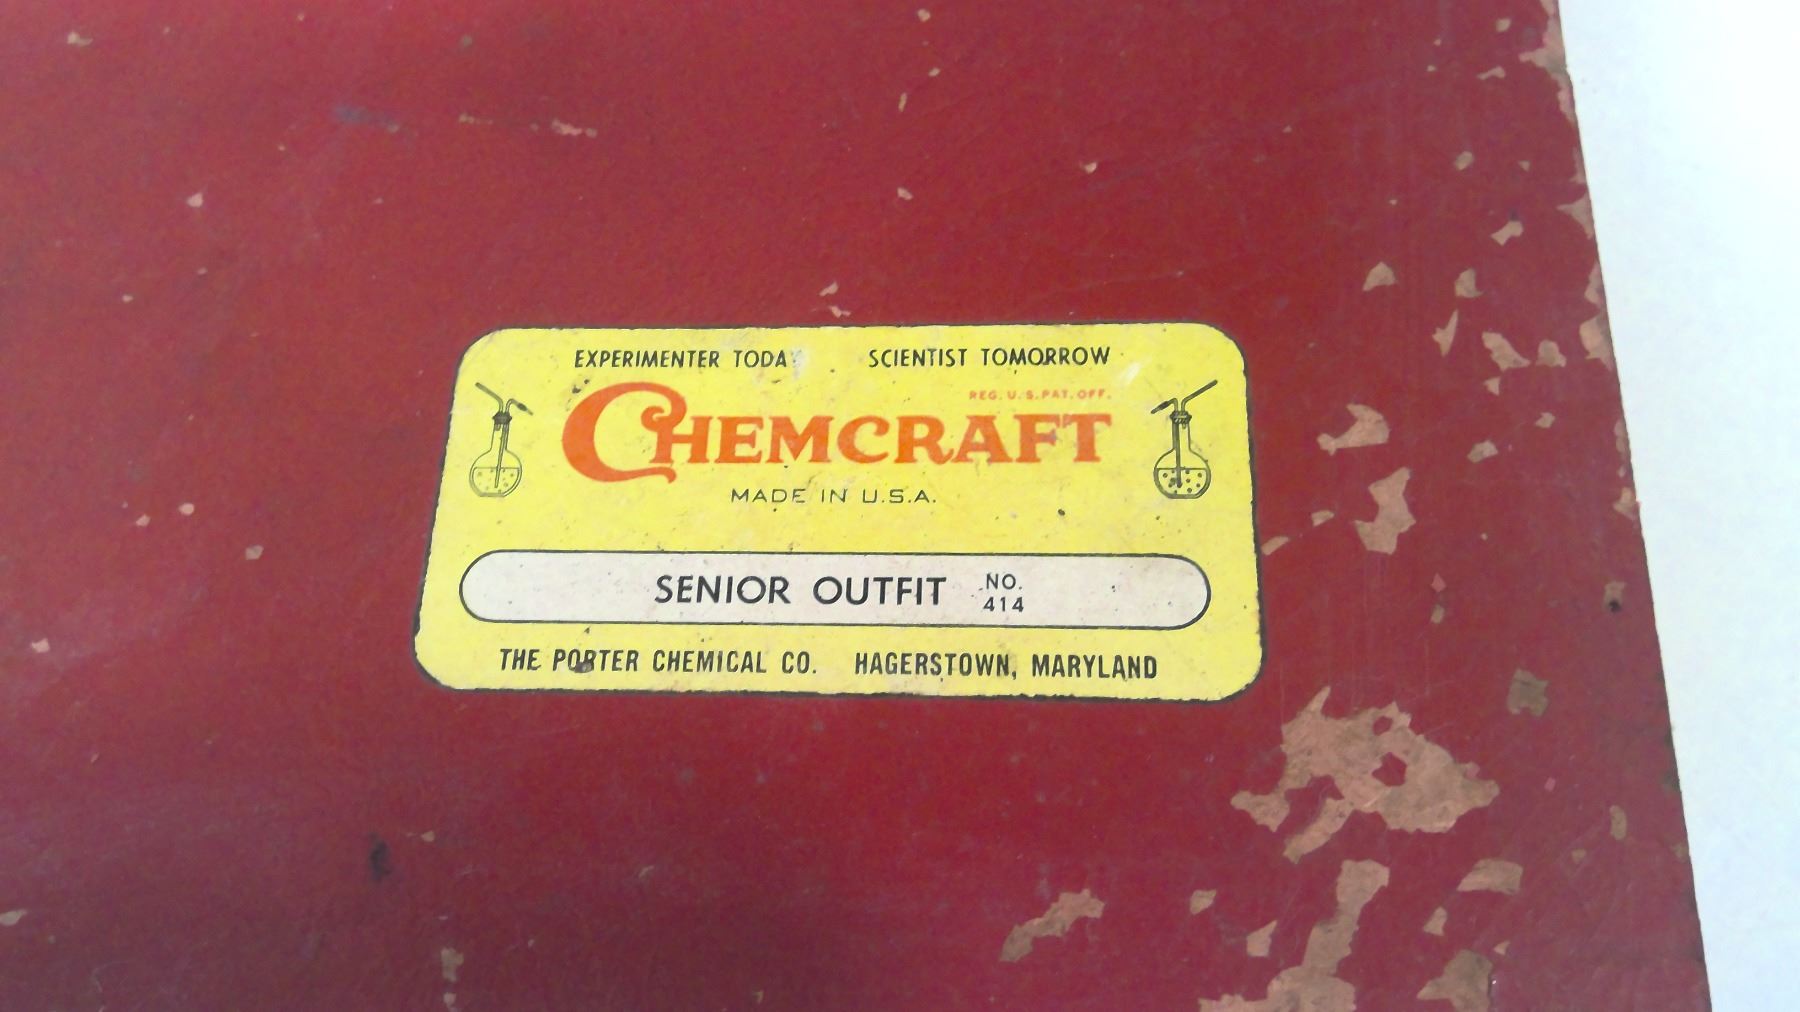 EXPERIMENTER TODAY SCIENTIST TOMORROW
REG. U.S. PAT. OFF.
CHEMCRAFT
MADE IN U.S.A.
SENIOR OUTFIT NO. 414
THE PORTER CHEMICAL CO. HAGERSTOWN, MARYLAND